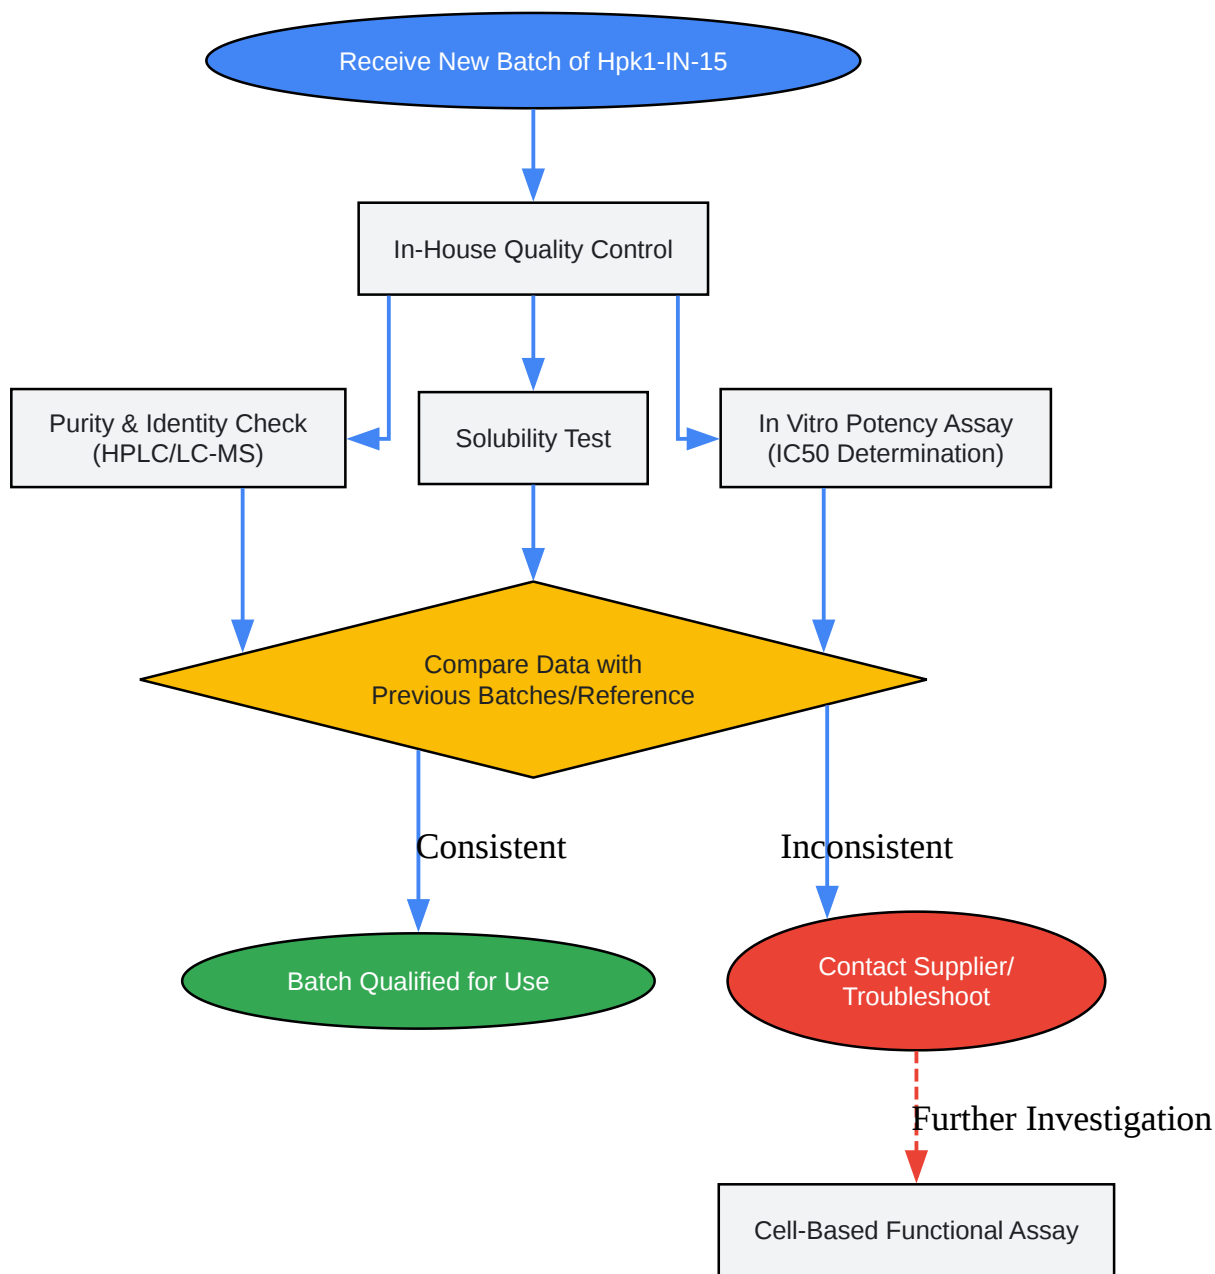 Receive New Batch of Hpk1-IN-15
In-House Quality Control
Purity & Identity Check
(HPLC/LC-MS)
Solubility Test
In Vitro Potency Assay
(IC50 Determination)
Compare Data with
Previous Batches/Reference
Consistent
Inconsistent
Batch Qualified for Use
Contact Supplier/
Troubleshoot
Further Investigation
Cell-Based Functional Assay